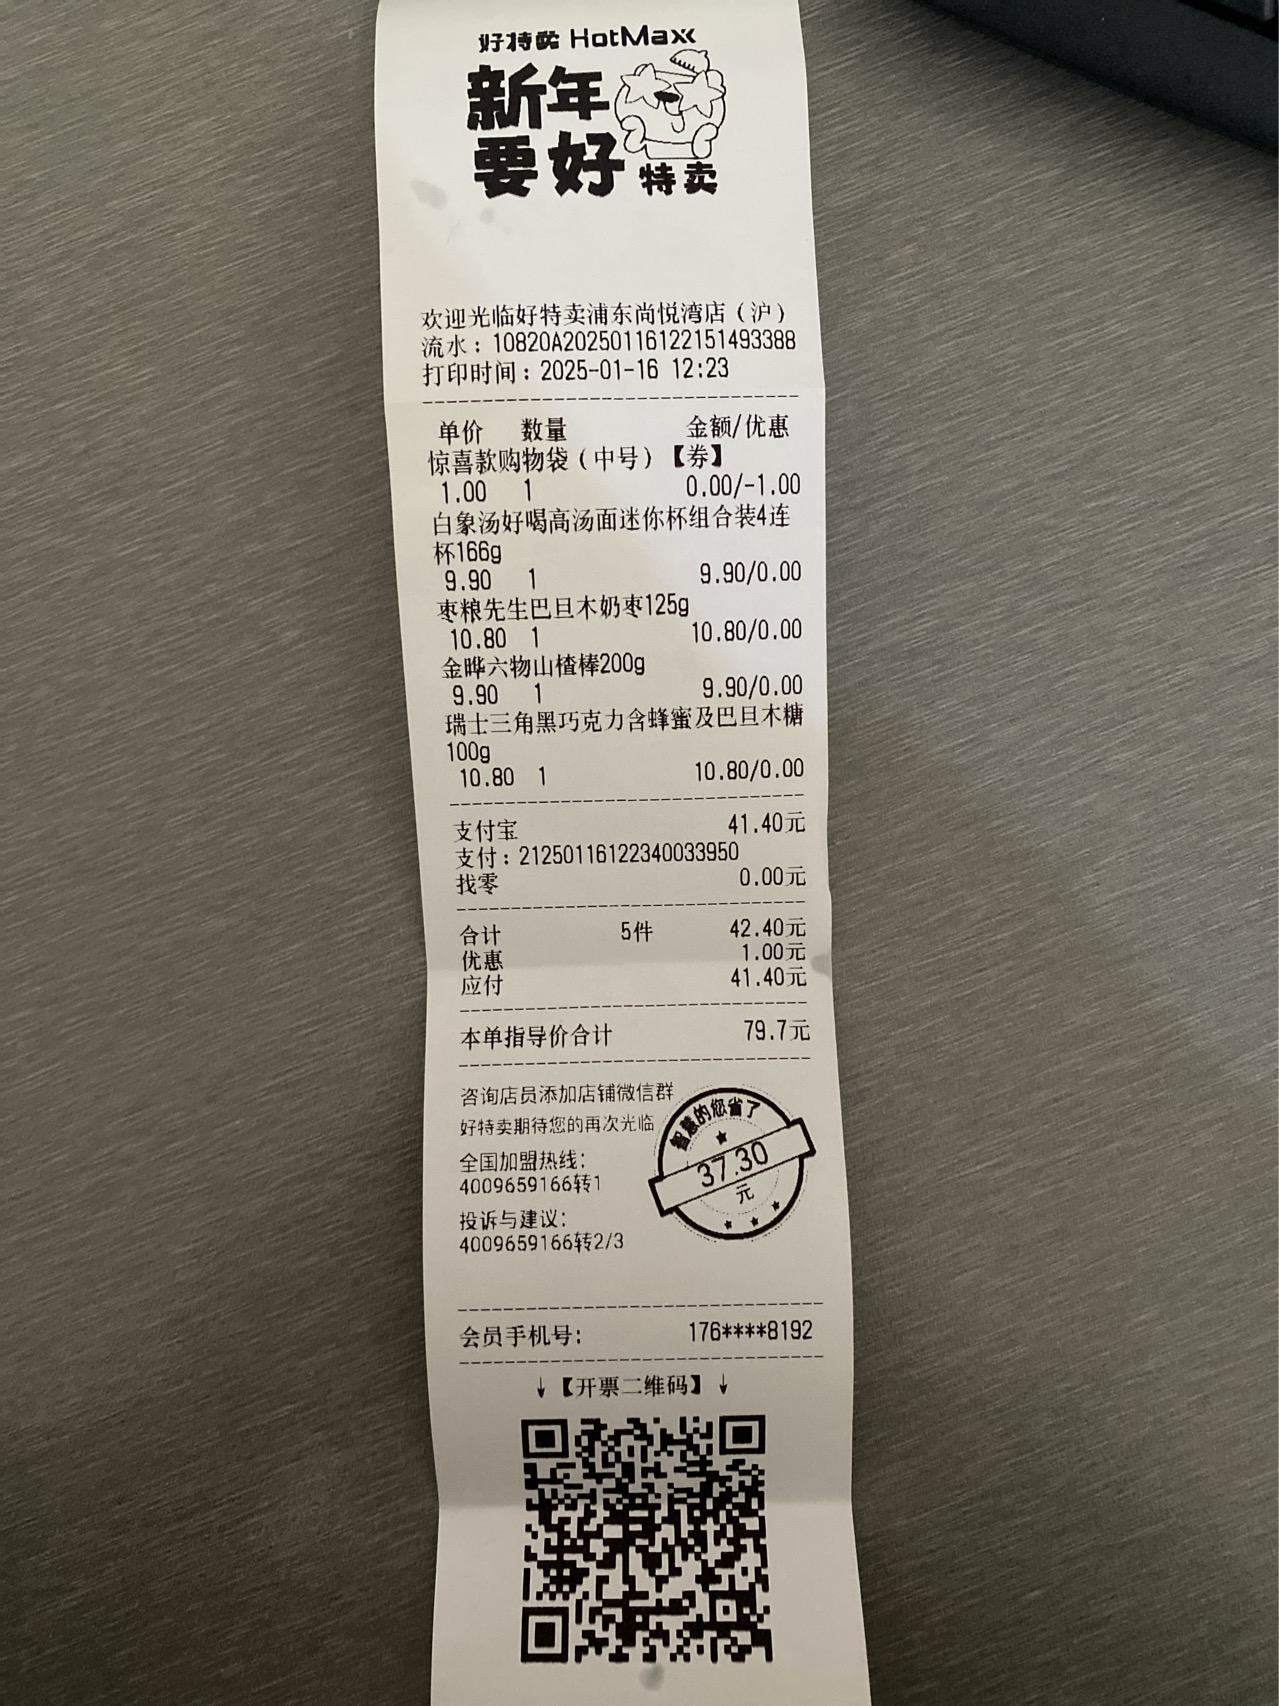 好特卖 HotMaxx
新年
要好特卖
欢迎光临好特卖浦东尚悦湾店（沪）
流水：10820A202501161221514933​88
打印时间：2025-01-16 12:23
单价 数量 金额/优惠
惊喜款购物袋（中号）【券】
1.00 1 0.00/-1.00
白象汤好喝高汤面迷你杯组合装4连
杯166g
9.90 1 9.90/0.00
枣粮先生巴旦木奶枣125g
10.80 1 10.80/0.00
金晔六物山楂棒200g
9.90 1 9.90/0.00
瑞士三角黑巧克力含蜂蜜及巴旦木糖
100g
10.80 1 10.80/0.00
支付宝 41.40元
支付：21250116122340033950
找零 0.00元
合计 5件 42.40元
优惠 1.00元
应付 41.40元
本单指导价合计 79.7元
咨询店员添加店铺微信群
好特卖期待您的再次光临
全国加盟热线：
4009659166转1
投诉与建议：
4009659166转2/3
智慧的您省了
37.30
元
会员手机号： 176****8192
↓【开票二维码】↓